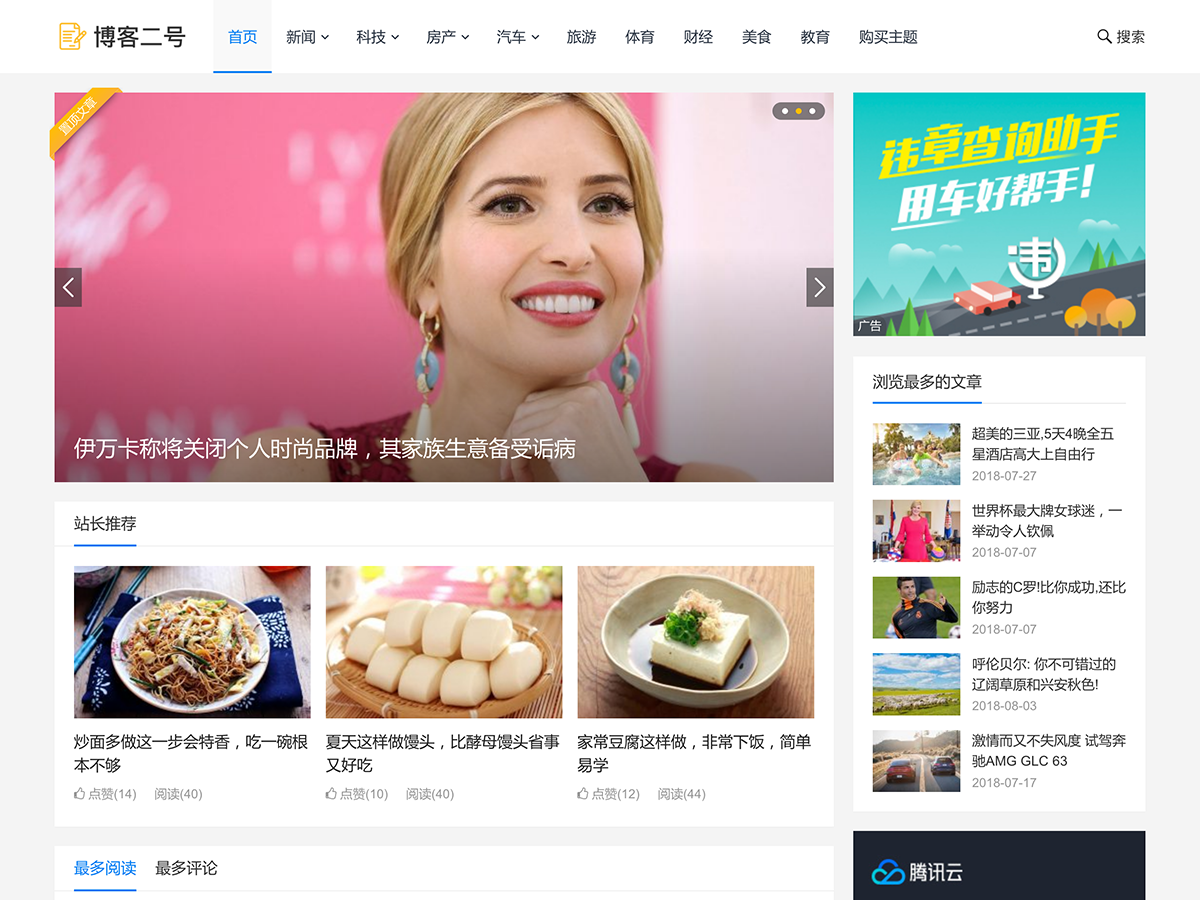 博客二号
首页 新闻 科技 房产 汽车 旅游 体育 财经 美食 教育 购买主题 搜索
置顶文章
伊万卡称将关闭个人时尚品牌，其家族生意备受诟病
违章查询助手
用车好帮手！
违
广告
站长推荐
炒面多做这一步会特香，吃一碗根
本不够
点赞(14) 阅读(40)
夏天这样做馒头，比酵母馒头省事
又好吃
点赞(10) 阅读(40)
家常豆腐这样做，非常下饭，简单
易学
点赞(12) 阅读(44)
最多阅读 最多评论
浏览最多的文章
超美的三亚,5天4晚全五
星酒店高大上自由行
2018-07-27
世界杯最大牌女球迷，一
举动令人钦佩
2018-07-07
励志的C罗!比你成功,还比
你努力
2018-07-07
呼伦贝尔: 你不可错过的
辽阔草原和兴安秋色!
2018-08-03
激情而又不失风度 试驾奔
驰AMG GLC 63
2018-07-17
腾讯云